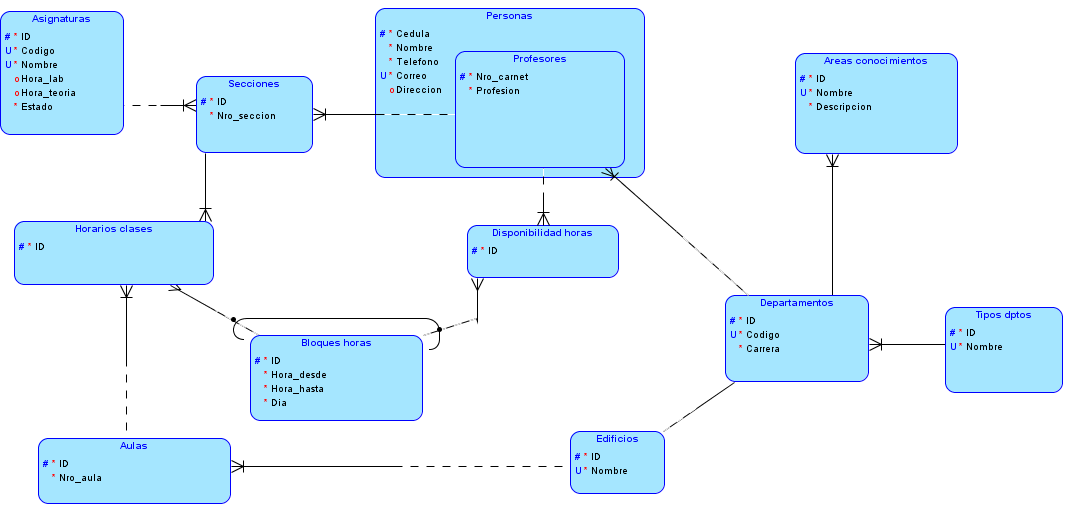 Asignaturas
# * ID
U * Codigo
U * Nombre
o Hora_lab
o Hora_teoria
* Estado
Secciones
# * ID
* Nro_seccion
Personas
# * Cedula
* Nombre
* Telefono
U * Correo
o Direccion
Profesores
# * Nro_carnet
* Profesion
Areas conocimientos
# * ID
U * Nombre
* Descripcion
Horarios clases
# * ID
Disponibilidad horas
# * ID
Departamentos
# * ID
U * Codigo
* Carrera
Tipos dptos
# * ID
U * Nombre
Bloques horas
# * ID
* Hora_desde
* Hora_hasta
* Dia
Aulas
# * ID
* Nro_aula
Edificios
# * ID
U * Nombre